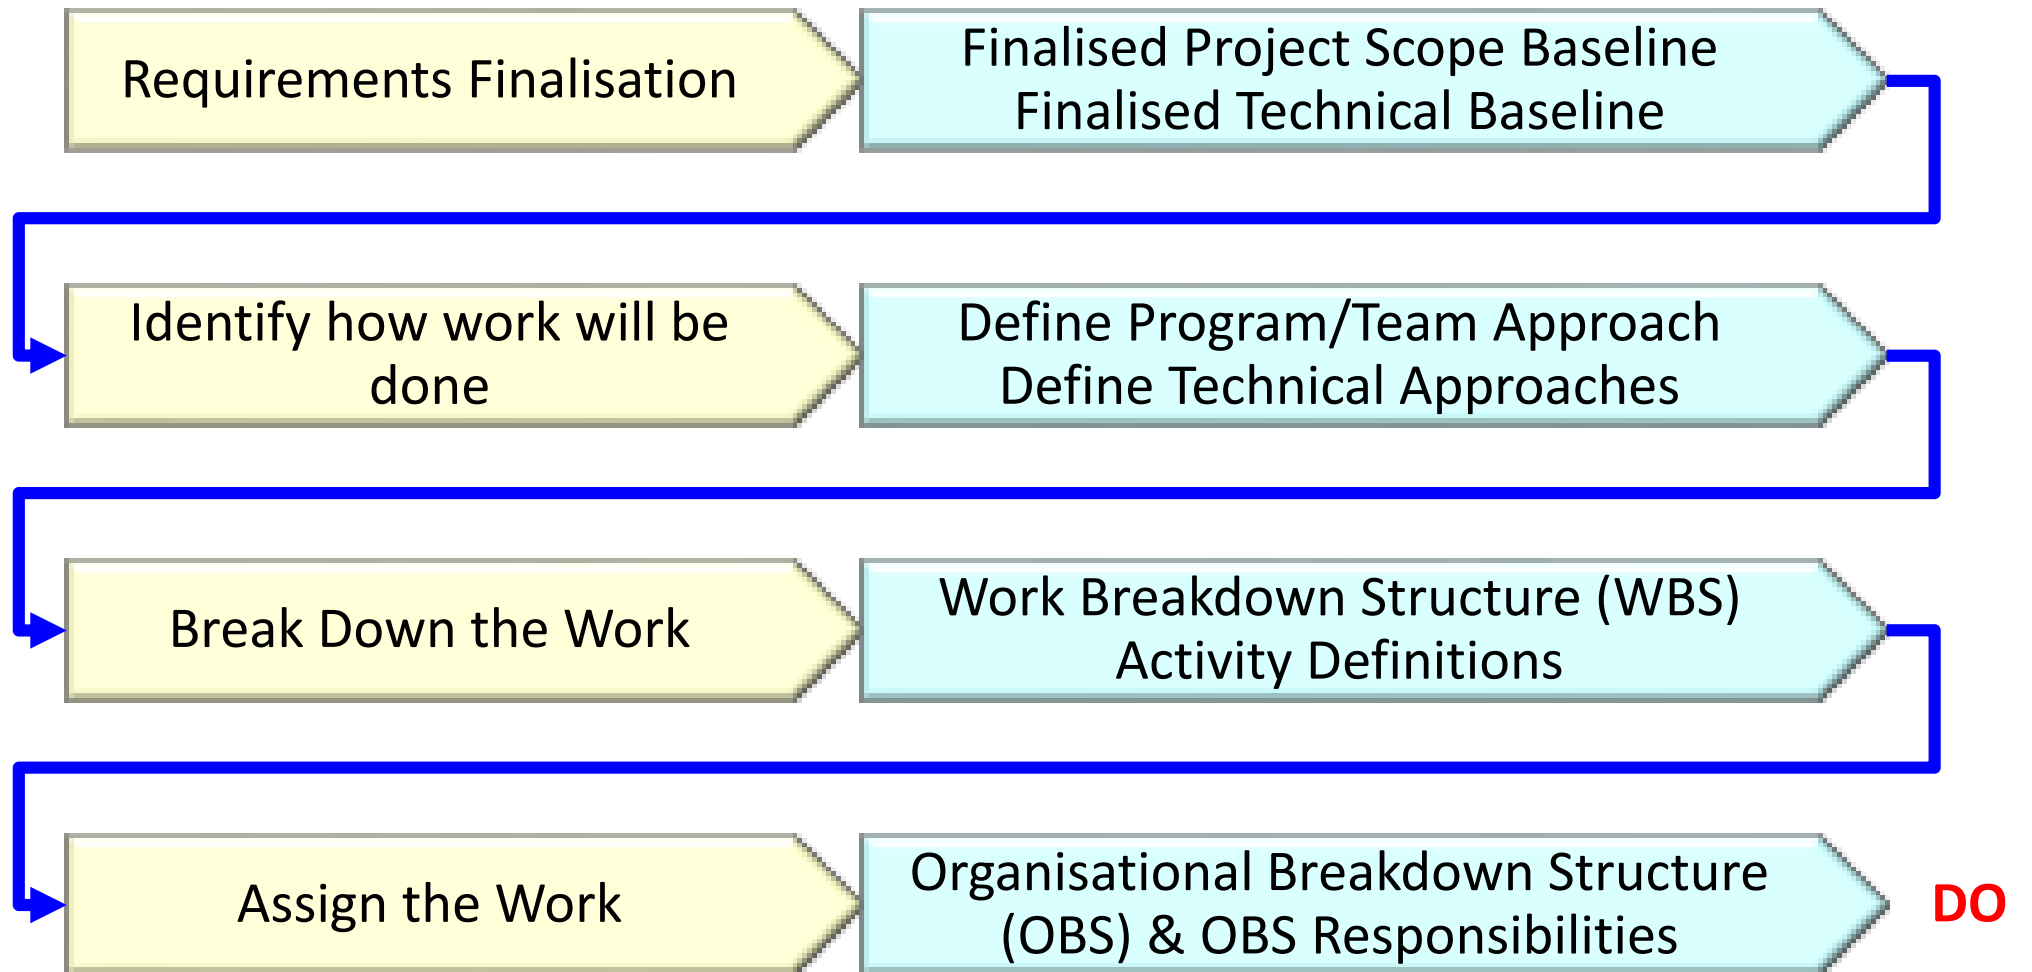 Requirements Finalisation
Finalised Project Scope Baseline
Finalised Technical Baseline
Identify how work will be
done
Define Program/Team Approach
Define Technical Approaches
Break Down the Work
Work Breakdown Structure (WBS)
Activity Definitions
Assign the Work
Organisational Breakdown Structure
(OBS) & OBS Responsibilities
DO